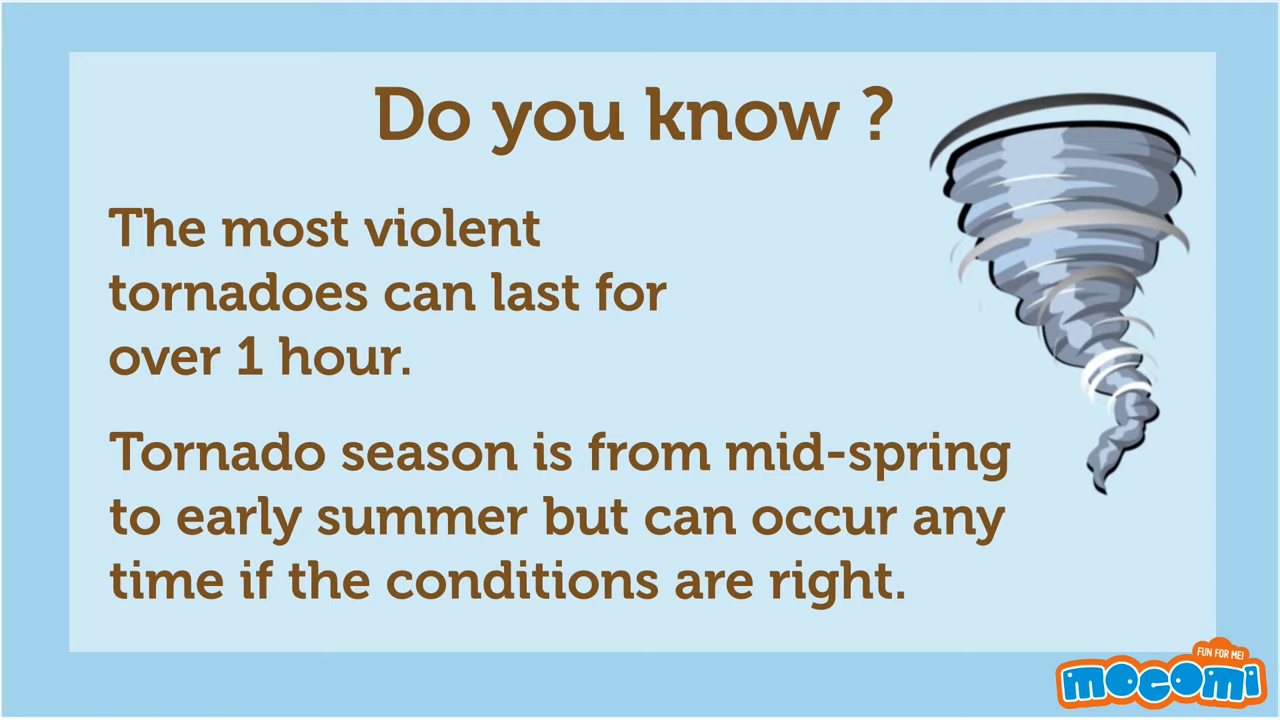 Do you know ?
The most violent
tornadoes can last for
over 1 hour.
Tornado season is from mid-spring
to early summer but can occur any
time if the conditions are right.
FUN FOR ME!
mocomi